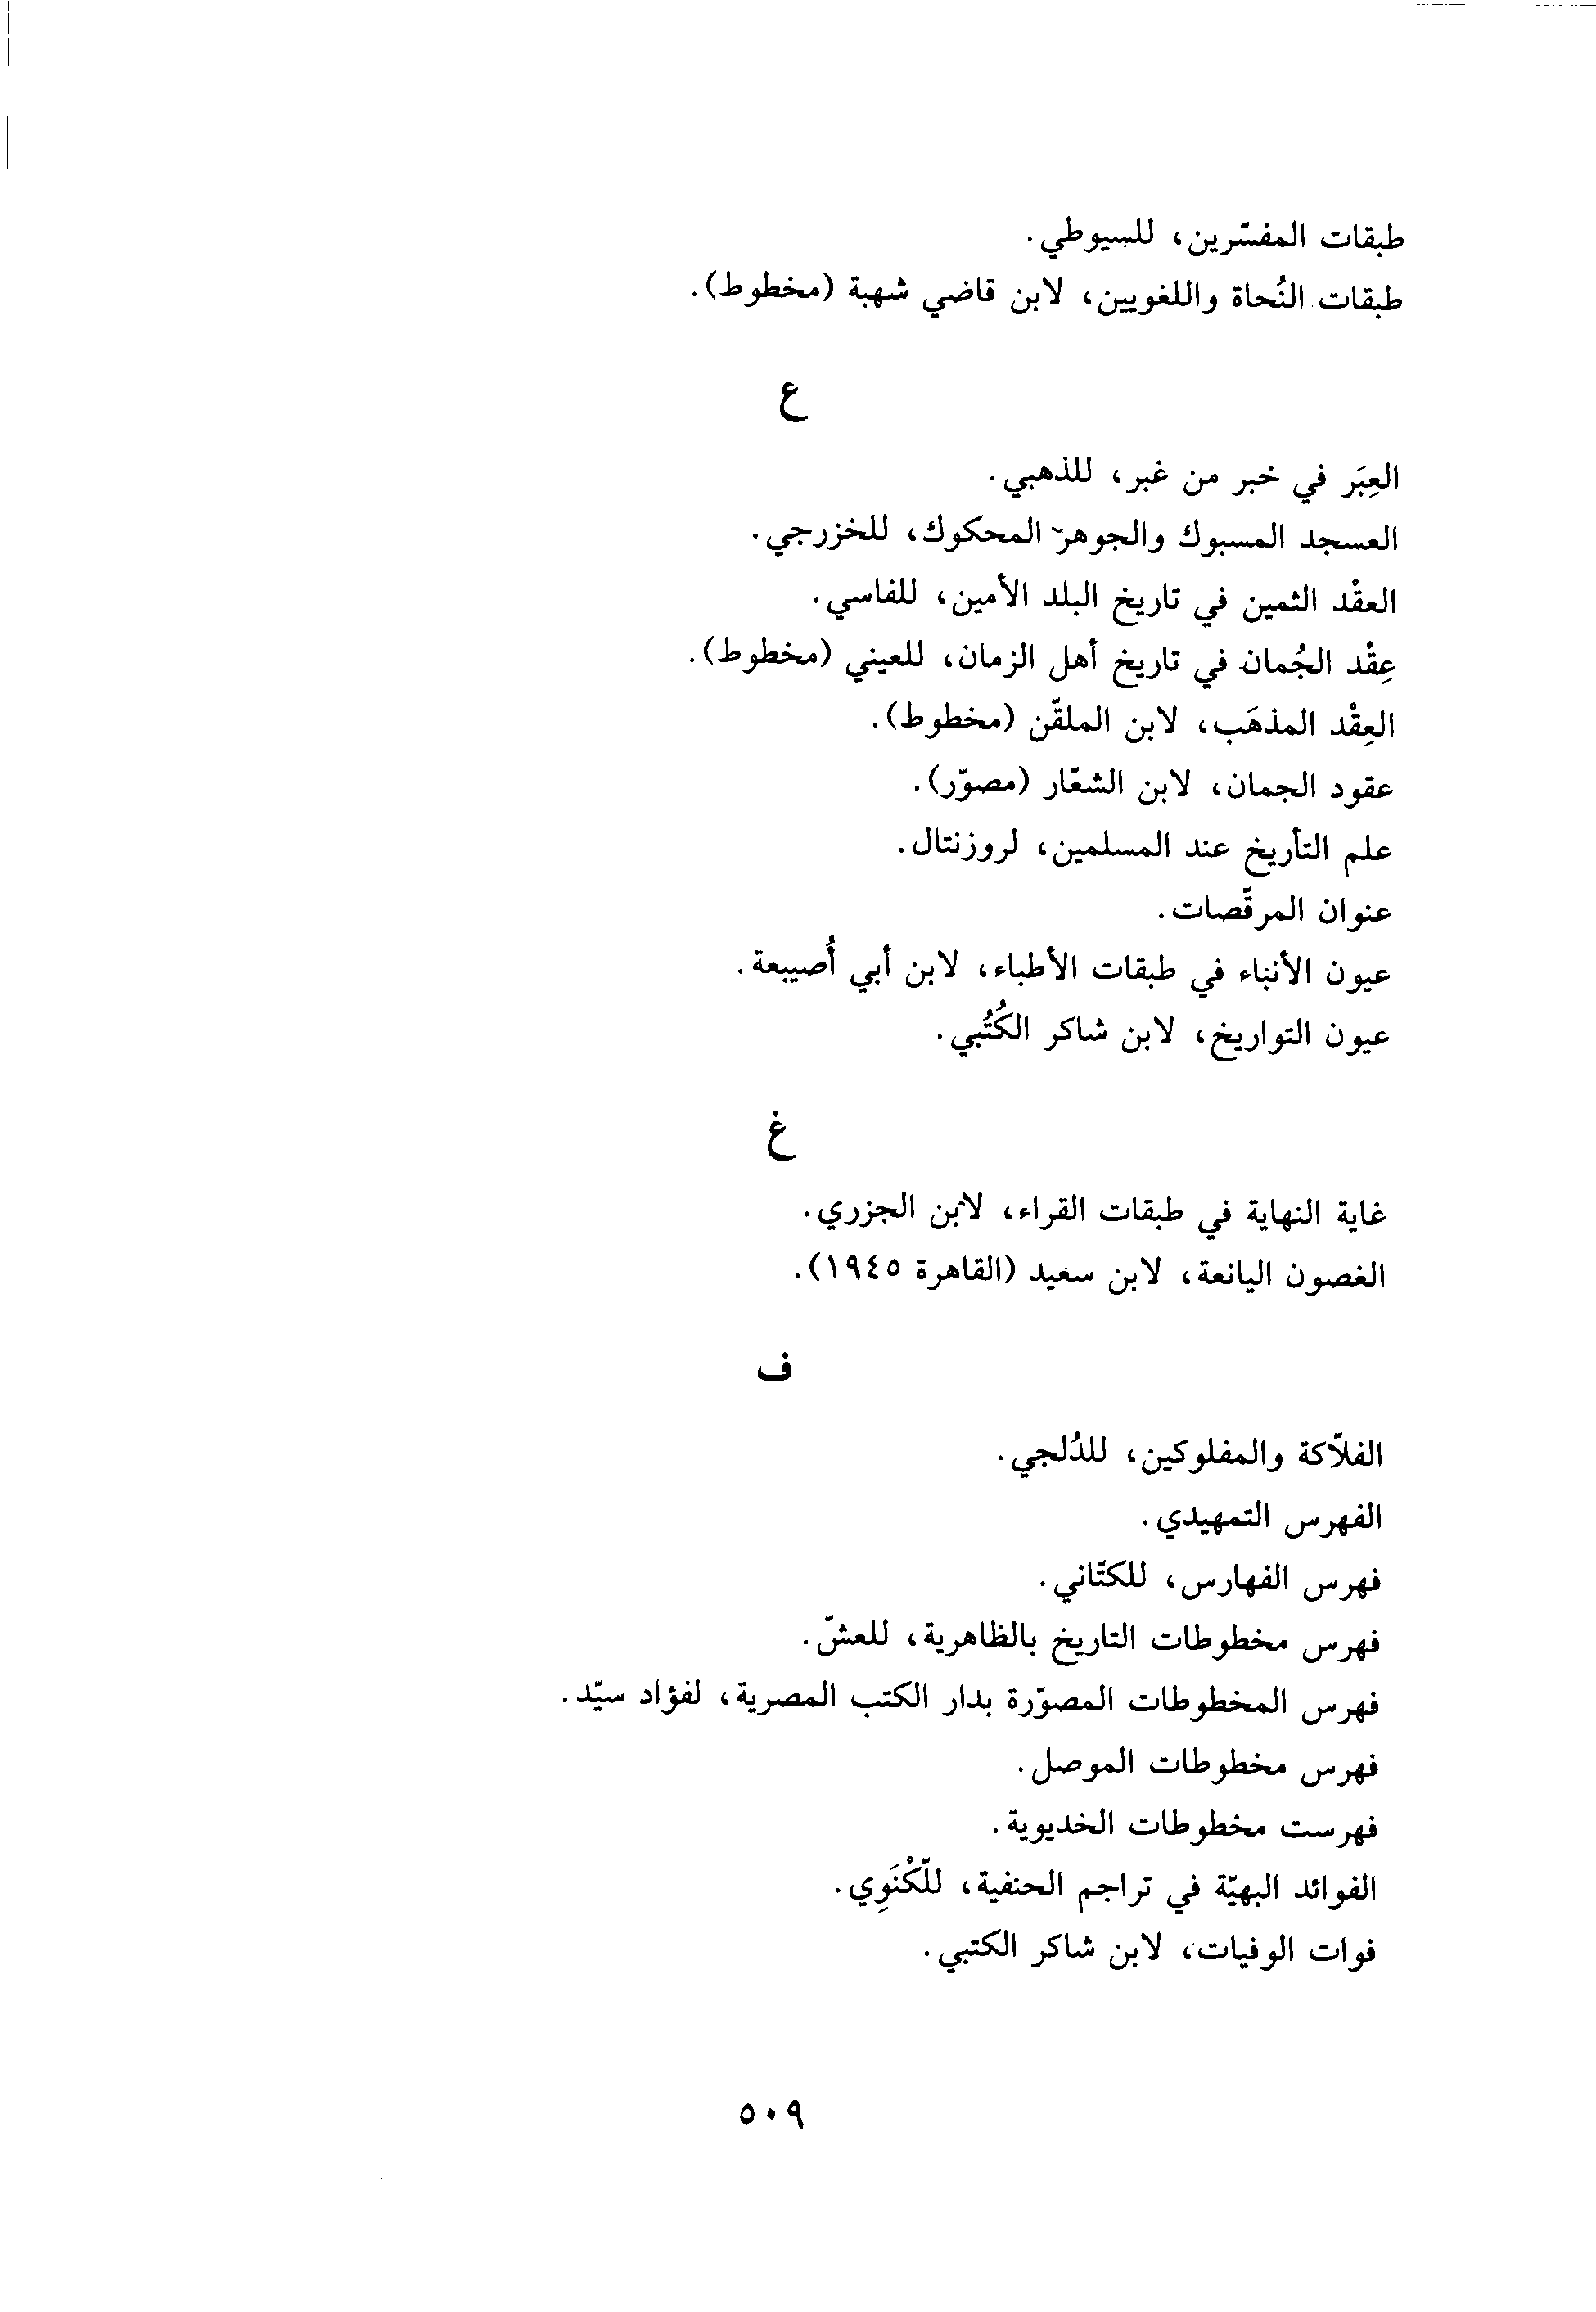 طبقات المفسّرين، للسيوطي.
طبقات النُحاة واللغويين، لابن قاضي شهبة (مخطوط).
ع
العِبَر في خبر من غبر، للذهبي.
العسجد المسبوك والجوهر المحكوك، للخزرجي.
العقْد الثمين في تاريخ البلد الأمين، للفاسي.
عِقْد الجُمان في تاريخ أهل الزمان، للعيني (مخطوط).
العِقْد المذهَب، لابن الملقّن (مخطوط).
عقود الجمان، لابن الشعّار (مصوّر).
علم التأريخ عند المسلمين، لروزنتال.
عنوان المرقّصات.
عيون الأنباء في طبقات الأطباء، لابن أبي أُصيبعة.
عيون التواريخ، لابن شاكر الكُتُبي.
غ
غاية النهاية في طبقات القراء، لابن الجزري.
الغصون اليانعة، لابن سعيد (القاهرة ١٩٤٥).
ف
الفلاّكة والمفلوكين، للدُلجي.
الفهرس التمهيدي.
فهرس الفهارس، للكتّاني.
فهرس مخطوطات التاريخ بالظاهرية، للعشّ.
فهرس المخطوطات المصوّرة بدار الكتب المصرية، لفؤاد سيّد.
فهرس مخطوطات الموصل.
فهرست مخطوطات الخديوية.
الفوائد البهيّة في تراجم الحنفية، للّكْنَوِي.
فوات الوفيات، لابن شاكر الكتبي.
٥٠٩